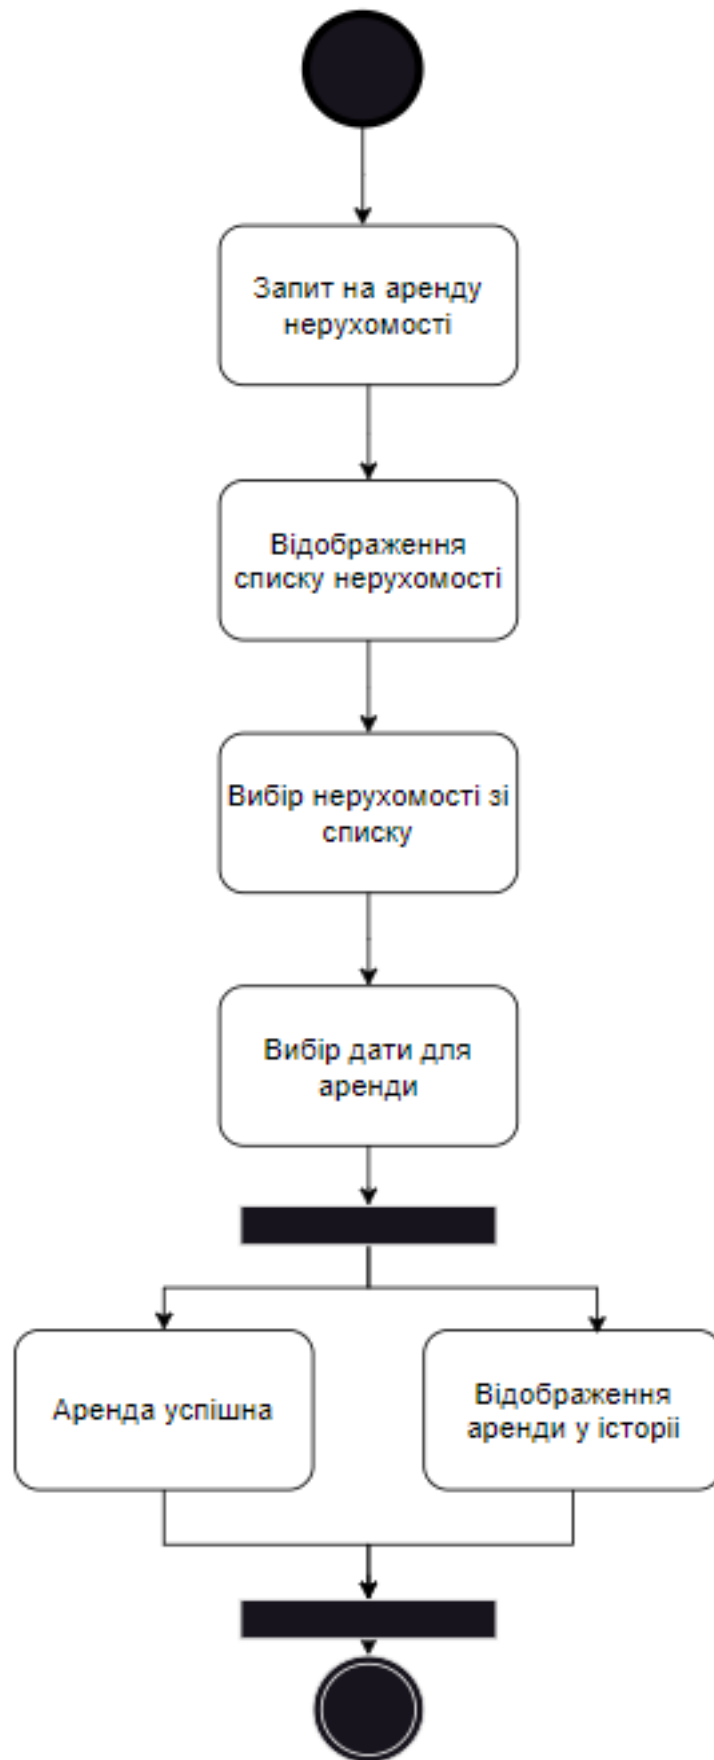 Запит на аренду
нерухомості
Відображення
списку нерухомості
Вибір нерухомості зі
списку
Вибір дати для
аренди
Аренда успішна
Відображення
аренди у історіі